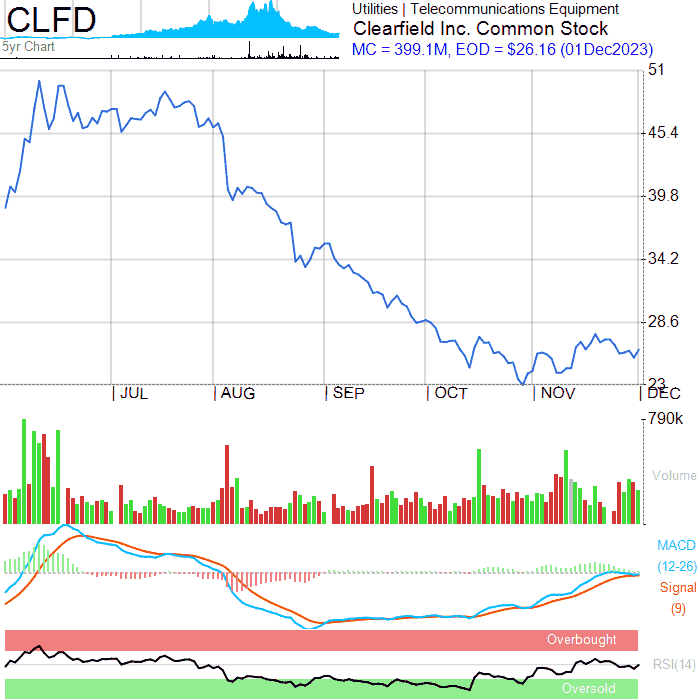 CLFD
5yr Chart
Utilities | Telecommunications Equipment
Clearfield Inc. Common Stock
MC = 399.1M, EOD = $26.16 (01Dec2023)
51
45.4
39.8
34.2
28.6
23
JUL AUG SEP OCT NOV DEC
790k
Volume
MACD
(12-26)
Signal
(9)
Overbought
RSI(14)
Oversold